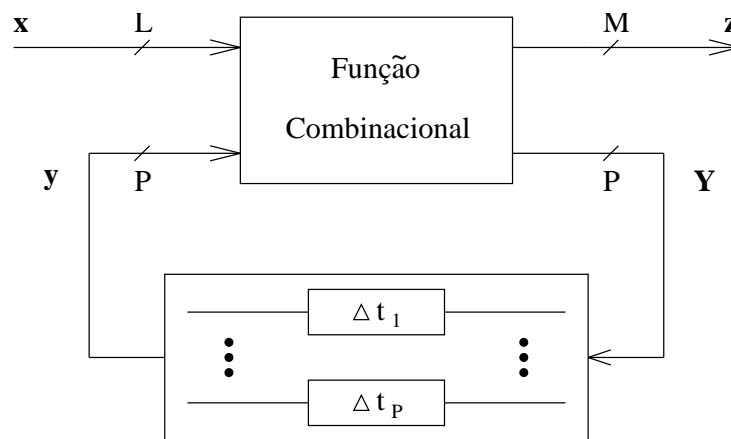 x L M z
Função
Combinacional
y P P Y
△ t 1
△ t P